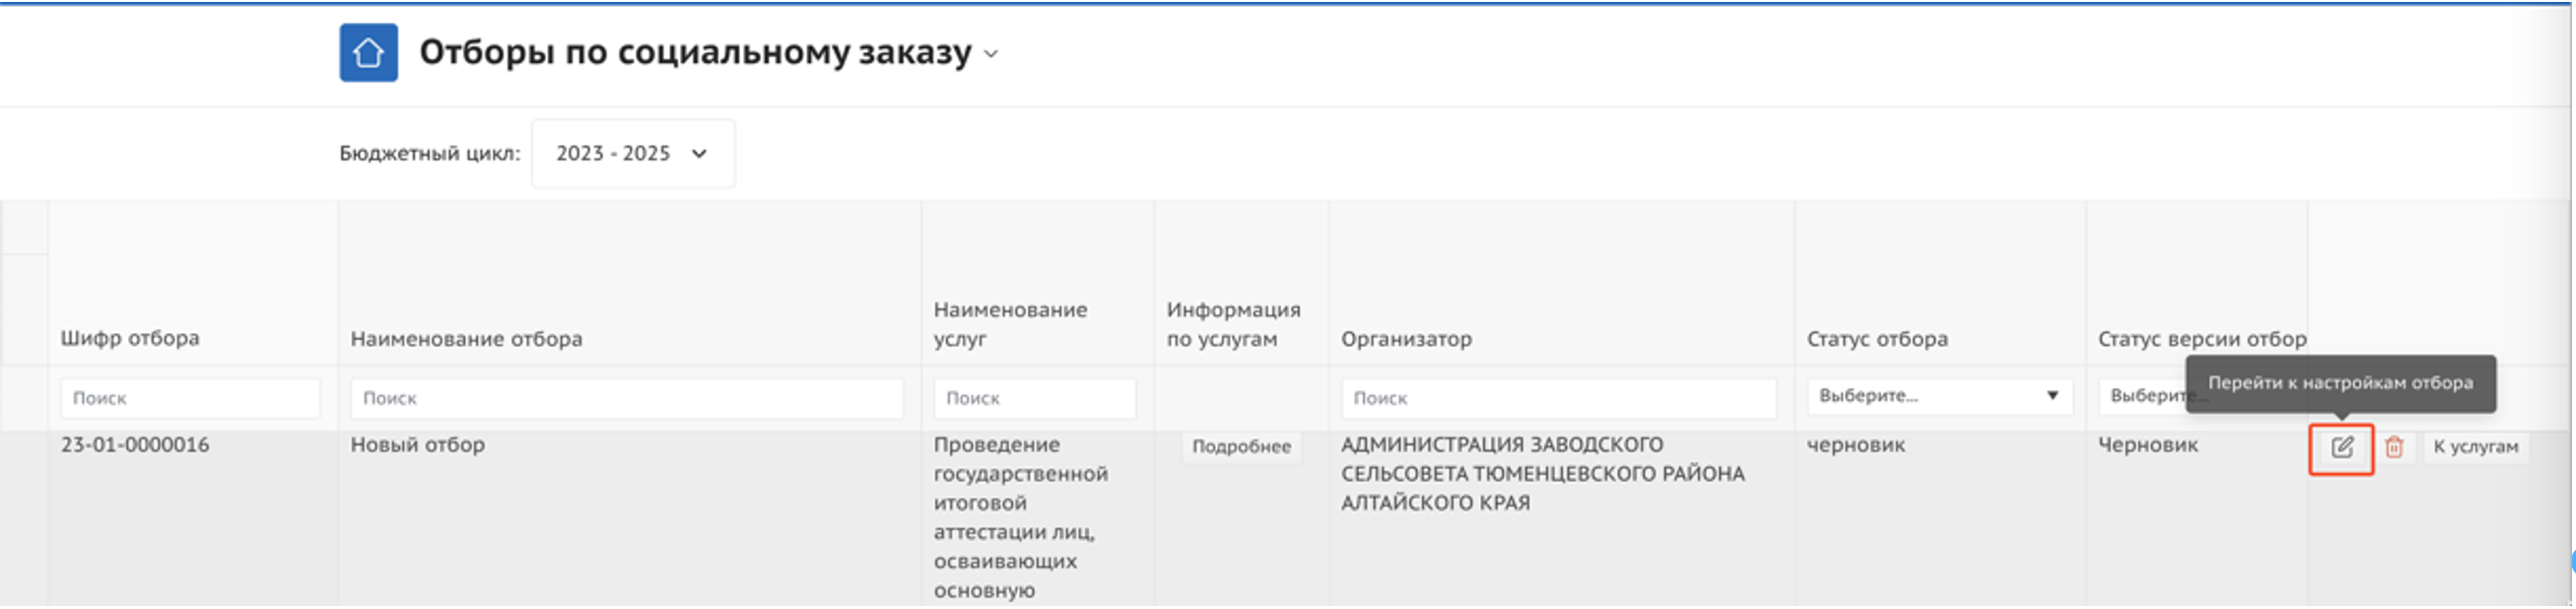 Отборы по социальному заказу
Бюджетный цикл: 2023 - 2025
Наименование Информация
Шифр отбора Наименование отбора услуг по услугам Организатор Статус отбора Статус версии отбор
Перейти к настройкам отбора
Поиск Поиск Поиск Поиск Выберите... Выберите...
23-01-0000016 Новый отбор Проведение Подробнее АДМИНИСТРАЦИЯ ЗАВОДСКОГО черновик Черновик К услугам
государственной СЕЛЬСОВЕТА ТЮМЕНЦЕВСКОГО РАЙОНА
итоговой АЛТАЙСКОГО КРАЯ
аттестации лиц,
осваивающих
основную